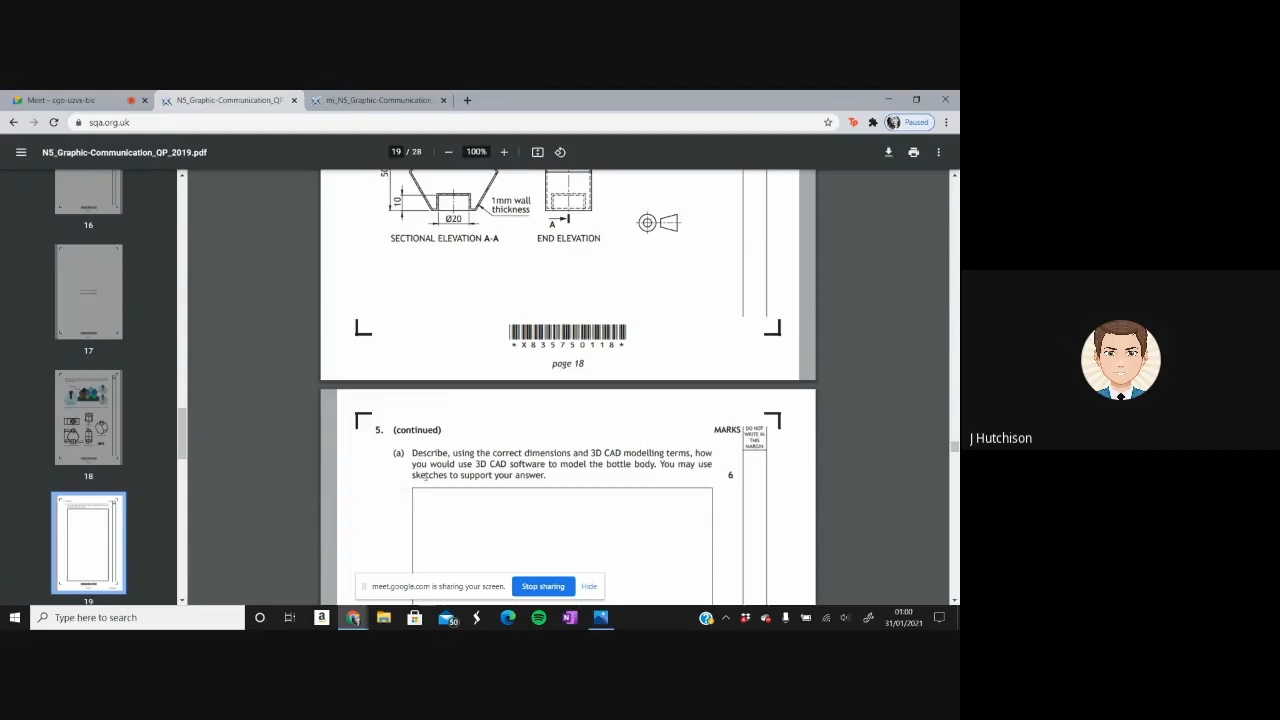 Meet – cgo-uzvx-bic
N5_Graphic-Communication_QP
mi_N5_Graphic-Communication
sqa.org.uk
Paused
N5_Graphic-Communication_QP_2019.pdf
19 / 28
100%
16
17
18
19
50
10
Ø20
1mm wall
thickness
A
SECTIONAL ELEVATION A-A
END ELEVATION
* X 8 3 5 7 5 0 1 1 8 *
page 18
5. (continued)
MARKS
DO NOT
WRITE IN
THIS
MARGIN
(a) Describe, using the correct dimensions and 3D CAD modelling terms, how
you would use 3D CAD software to model the bottle body. You may use
sketches to support your answer. 6
meet.google.com is sharing your screen.
Stop sharing
Hide
Type here to search
a
50
01:00
31/01/2021
J Hutchison